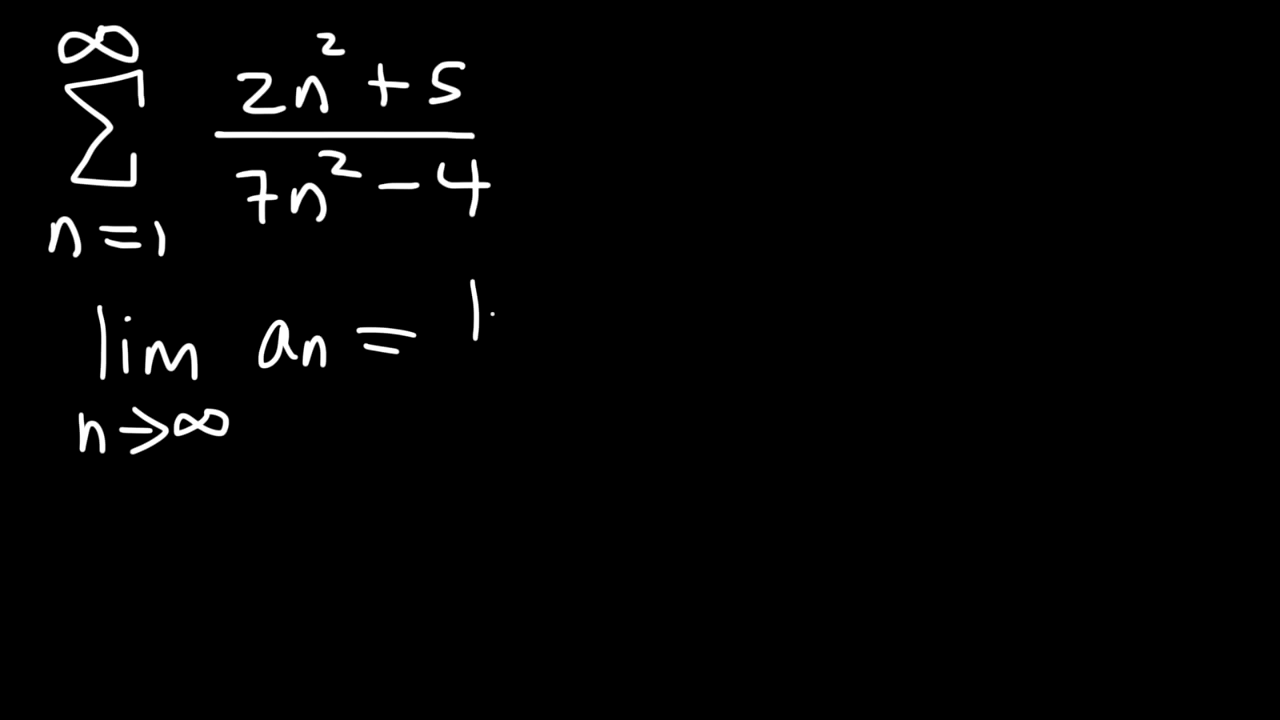 ∞
Σ
n=1
2n² + 5
7n² − 4
lim an = l
n→∞